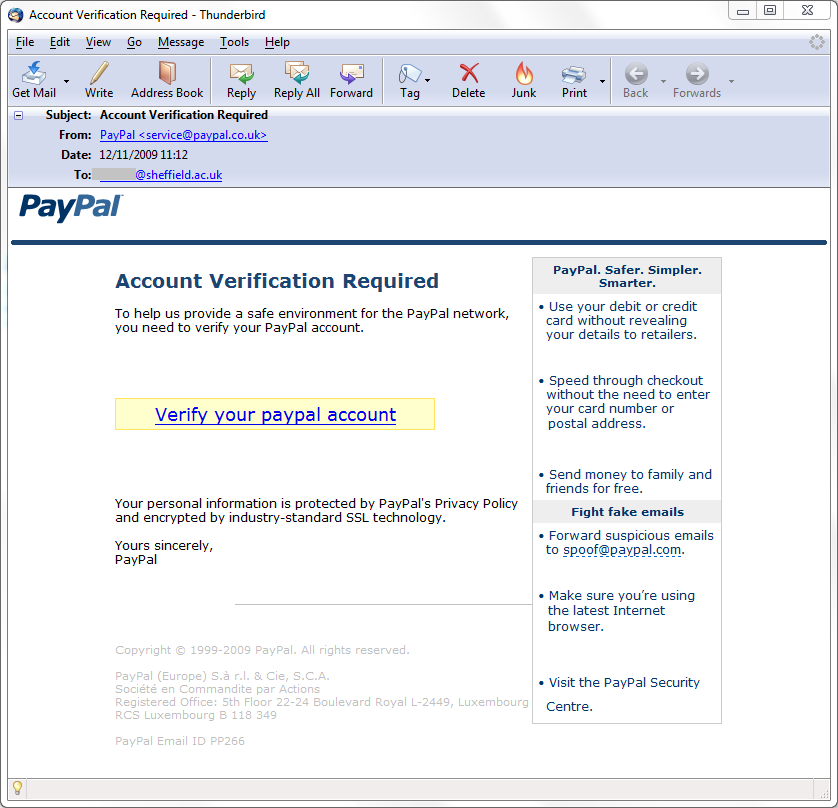 Account Verification Required - Thunderbird
File Edit View Go Message Tools Help
Get Mail Write Address Book Reply Reply All Forward Tag Delete Junk Print Back Forwards
Subject: Account Verification Required
From: PayPal <service@paypal.co.uk>
Date: 12/11/2009 11:12
To: @sheffield.ac.uk
PayPal™
Account Verification Required
To help us provide a safe environment for the PayPal network,
you need to verify your PayPal account.
Verify your paypal account
Your personal information is protected by PayPal's Privacy Policy
and encrypted by industry-standard SSL technology.
Yours sincerely,
PayPal
Copyright © 1999-2009 PayPal. All rights reserved.
PayPal (Europe) S.à r.l. & Cie, S.C.A.
Société en Commandite par Actions
Registered Office: 5th Floor 22-24 Boulevard Royal L-2449, Luxembourg
RCS Luxembourg B 118 349
PayPal Email ID PP266
PayPal. Safer. Simpler.
Smarter.
• Use your debit or credit
card without revealing
your details to retailers.
• Speed through checkout
without the need to enter
your card number or
postal address.
• Send money to family and
friends for free.
Fight fake emails
• Forward suspicious emails
to spoof@paypal.com.
• Make sure you're using
the latest Internet
browser.
• Visit the PayPal Security
Centre.